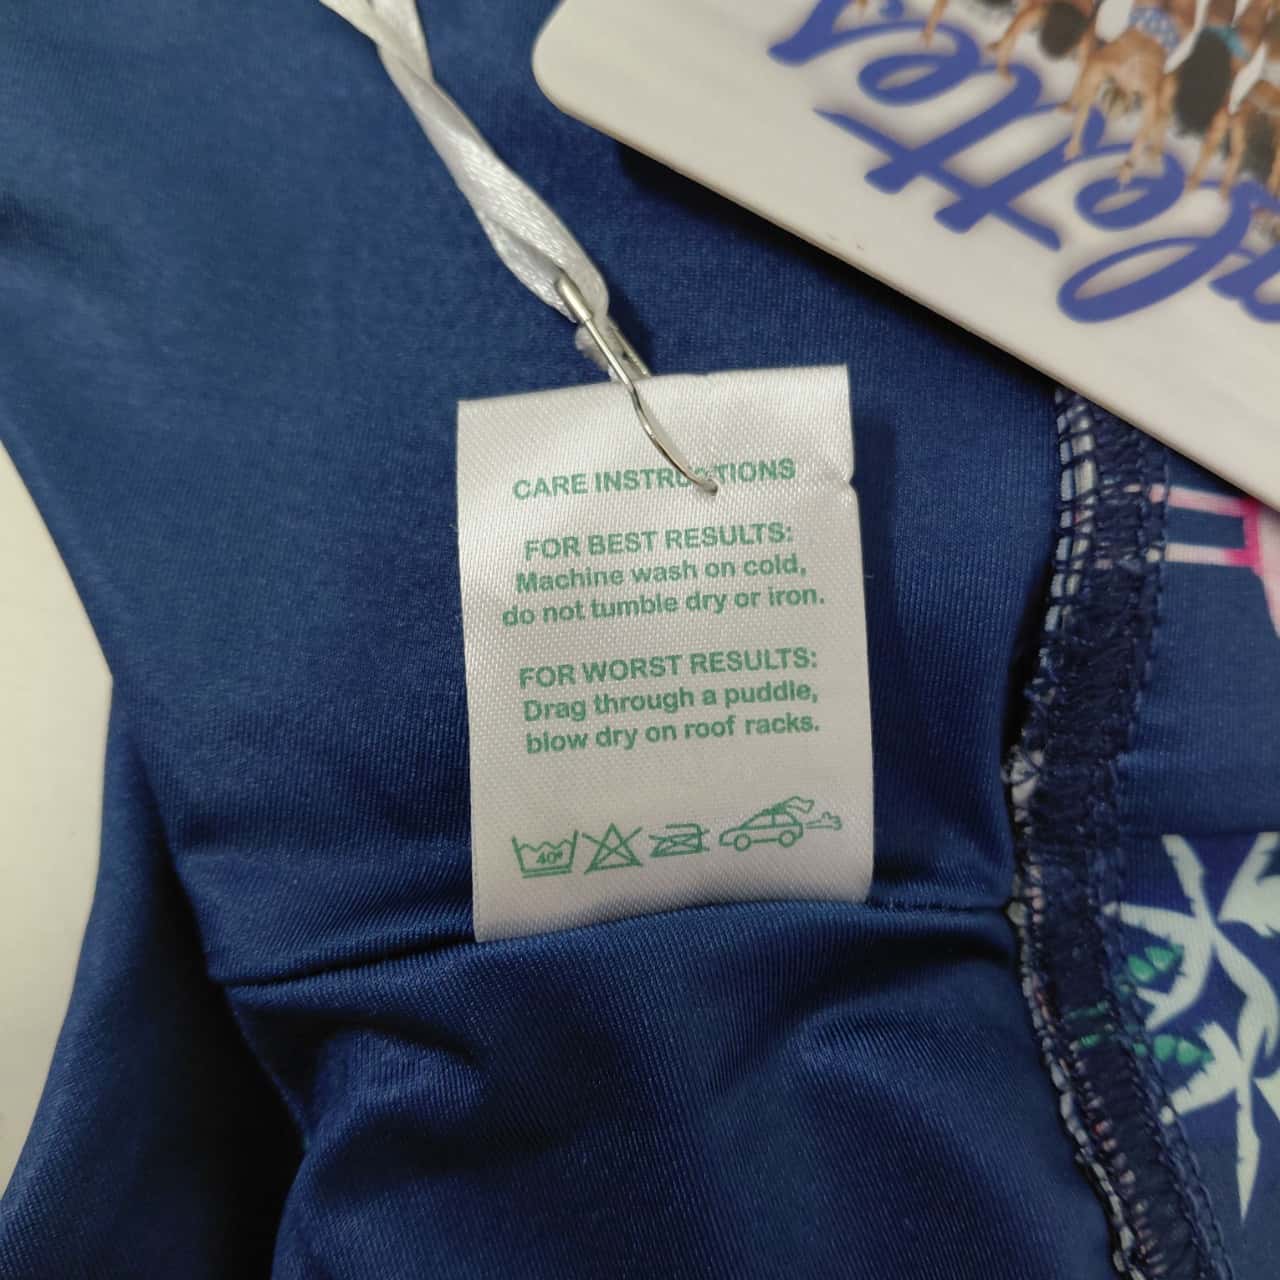 CARE INSTRUCTIONS
FOR BEST RESULTS:
Machine wash on cold,
do not tumble dry or iron.
FOR WORST RESULTS:
Drag through a puddle,
blow dry on roof racks.
40º